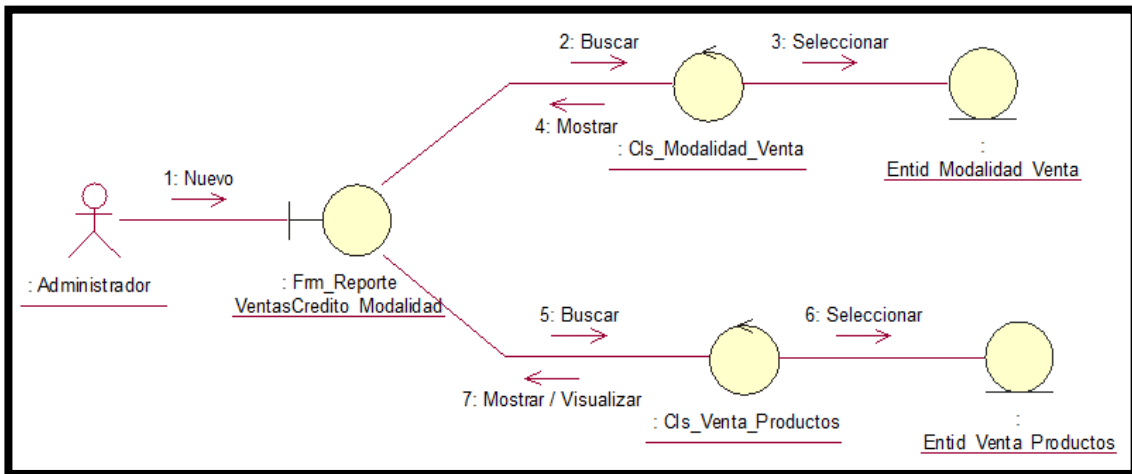 2: Buscar
3: Seleccionar
4: Mostrar
: Cls_Modalidad_Venta
:
Entid_Modalidad_Venta
1: Nuevo
: Administrador
: Frm_Reporte
VentasCredito_Modalidad
5: Buscar
6: Seleccionar
7: Mostrar / Visualizar
: Cls_Venta_Productos
:
Entid_Venta_Productos